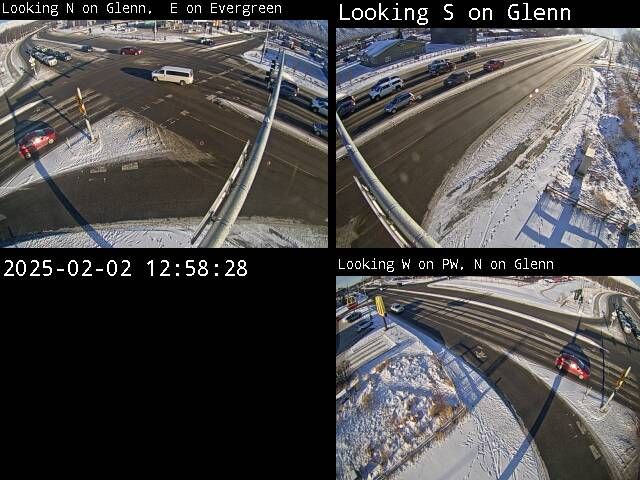 Looking N on Glenn,  E on Evergreen
Looking S on Glenn
2025-02-02 12:58:28
Looking W on PW, N on Glenn